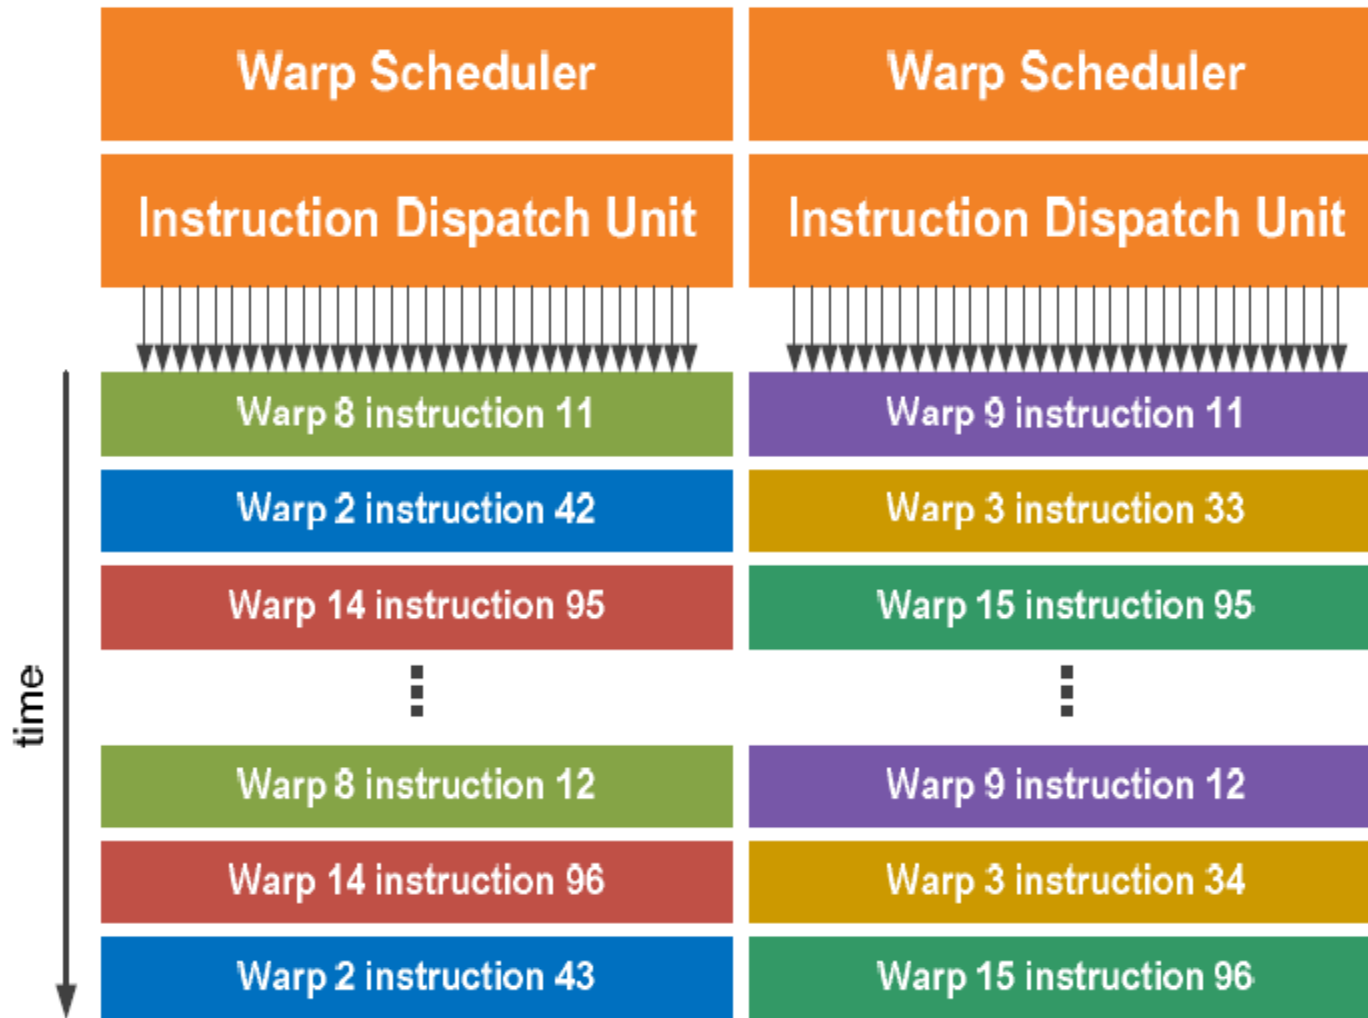 Warp Scheduler
Warp Scheduler
Instruction Dispatch Unit
Instruction Dispatch Unit
time
Warp 8 instruction 11
Warp 9 instruction 11
Warp 2 instruction 42
Warp 3 instruction 33
Warp 14 instruction 95
Warp 15 instruction 95
Warp 8 instruction 12
Warp 9 instruction 12
Warp 14 instruction 96
Warp 3 instruction 34
Warp 2 instruction 43
Warp 15 instruction 96